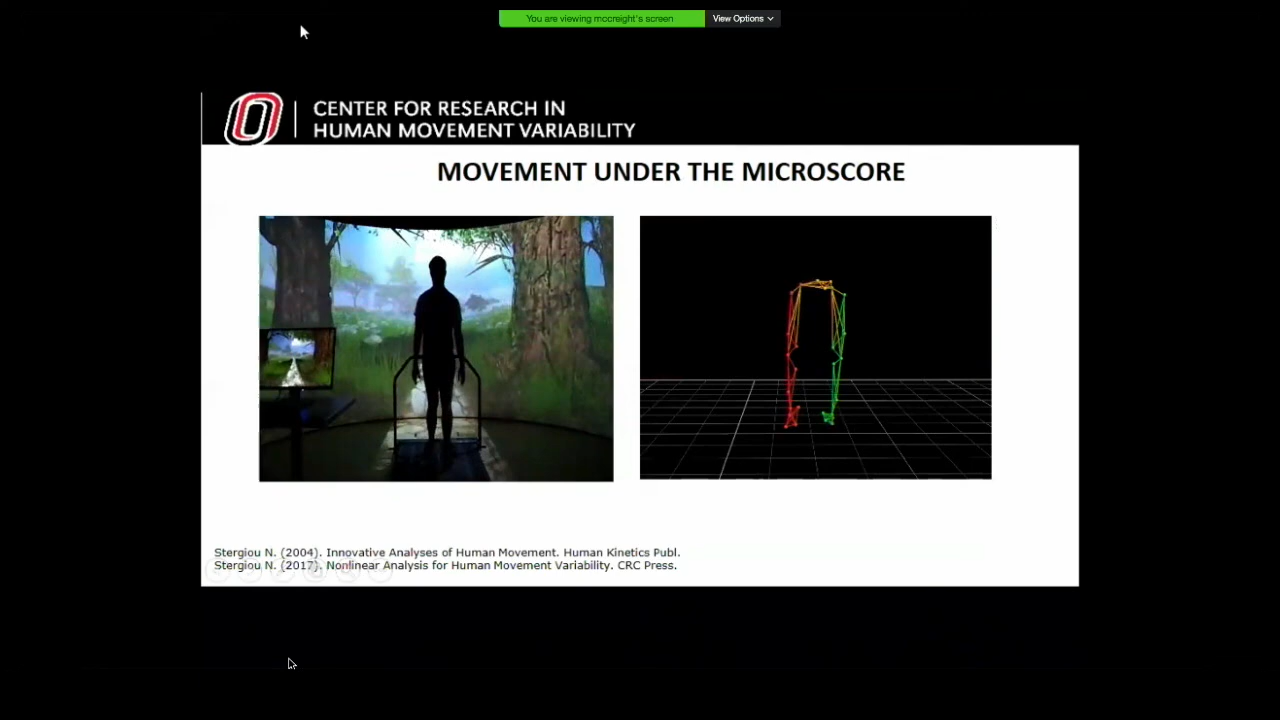 You are viewing mccreight's screen View Options
CENTER FOR RESEARCH IN
HUMAN MOVEMENT VARIABILITY
MOVEMENT UNDER THE MICROSCORE
Stergiou N. (2004). Innovative Analyses of Human Movement. Human Kinetics Publ.
Stergiou N. (2017). Nonlinear Analysis for Human Movement Variability. CRC Press.